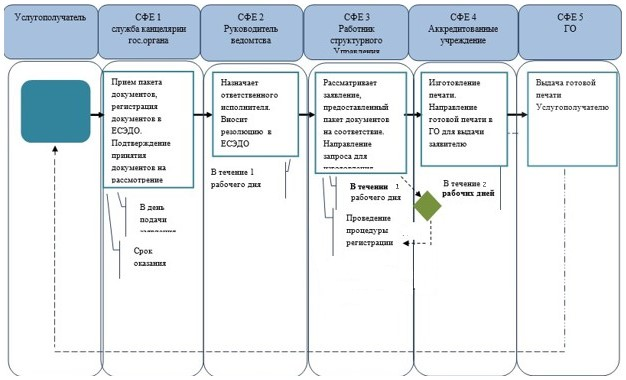 Услугополучатель
СФЕ 1
служба канцелярии
гос.органа
СФЕ 2
Руководитель
ведомтсва
СФЕ 3
Работник
структурного
Управления
СФЕ 4
Аккредитованные
учреждение
СФЕ 5
ГО
Прием пакета
документов,
регистрация
документов в
ЕСЭДО.
Подтверждение
принятия
документов на
рассмотрение
Назначает
ответственного
исполнителя.
Вносит
резолюцию в
ЕСЭДО
Рассматривает
заявление,
предоставленный
пакет документов
на соответствие.
Направление
запроса для
Изготовление
печати.
Направление
готовой печати в
ГО для выдачи
заявителю
Выдача готовой
печати
Услугополучателю
В течение 1
рабочего дня
В течении 1
рабочего дня
В течение 2
рабочих дней
В день
подачи
Срок
оказания
Проведение
процедуры
регистрации